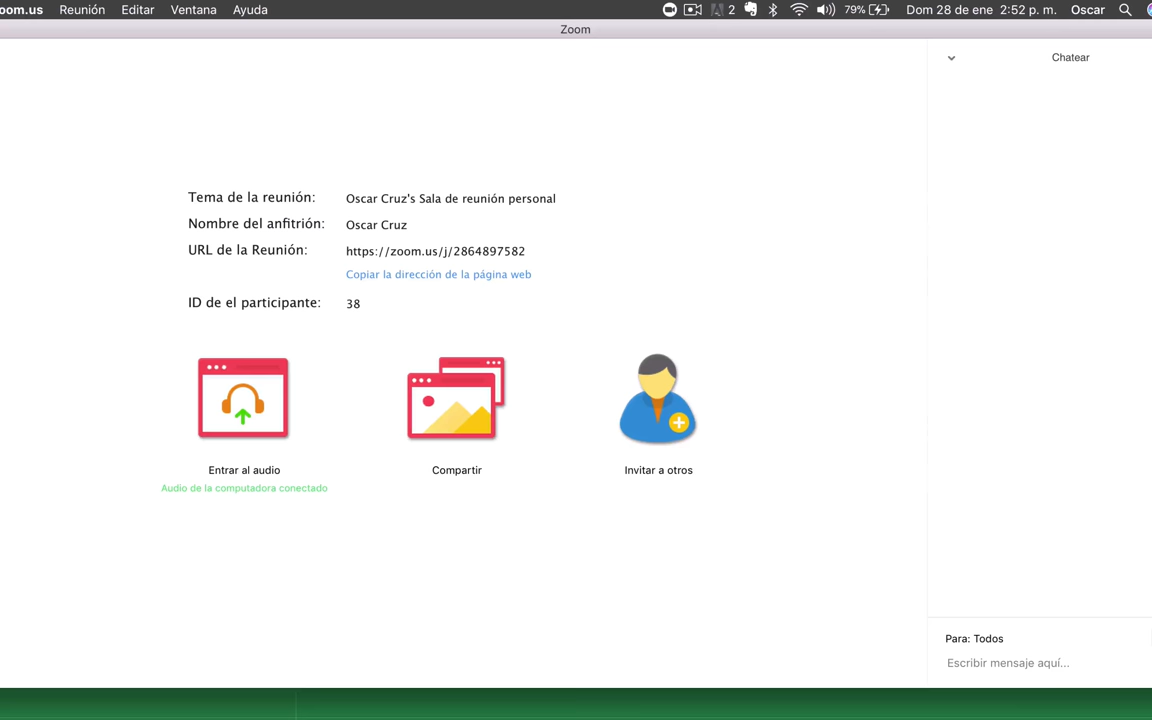 oom.us Reunión Editar Ventana Ayuda 2 79% Dom 28 de ene 2:52 p. m. Oscar
Zoom
Chatear
Tema de la reunión: Oscar Cruz's Sala de reunión personal
Nombre del anfitrión: Oscar Cruz
URL de la Reunión: https://zoom.us/j/2864897582
Copiar la dirección de la página web
ID de el participante: 38
Entrar al audio Compartir Invitar a otros
Audio de la computadora conectado
Para: Todos
Escribir mensaje aquí...